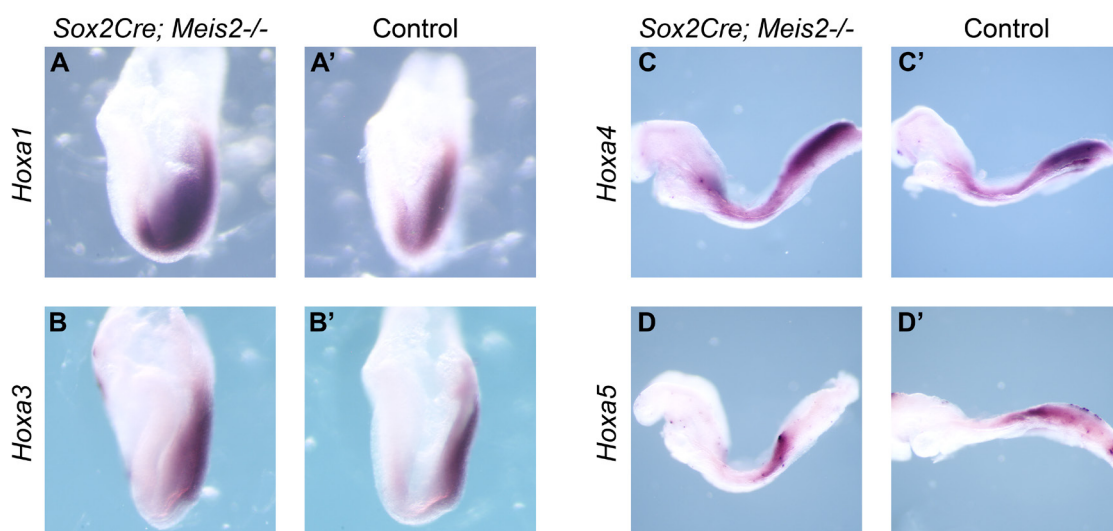 Sox2Cre; Meis2-/- Control Sox2Cre; Meis2-/- Control
A A’ C C’
Hoxa1 Hoxa4
B B’ D D’
Hoxa3 Hoxa5